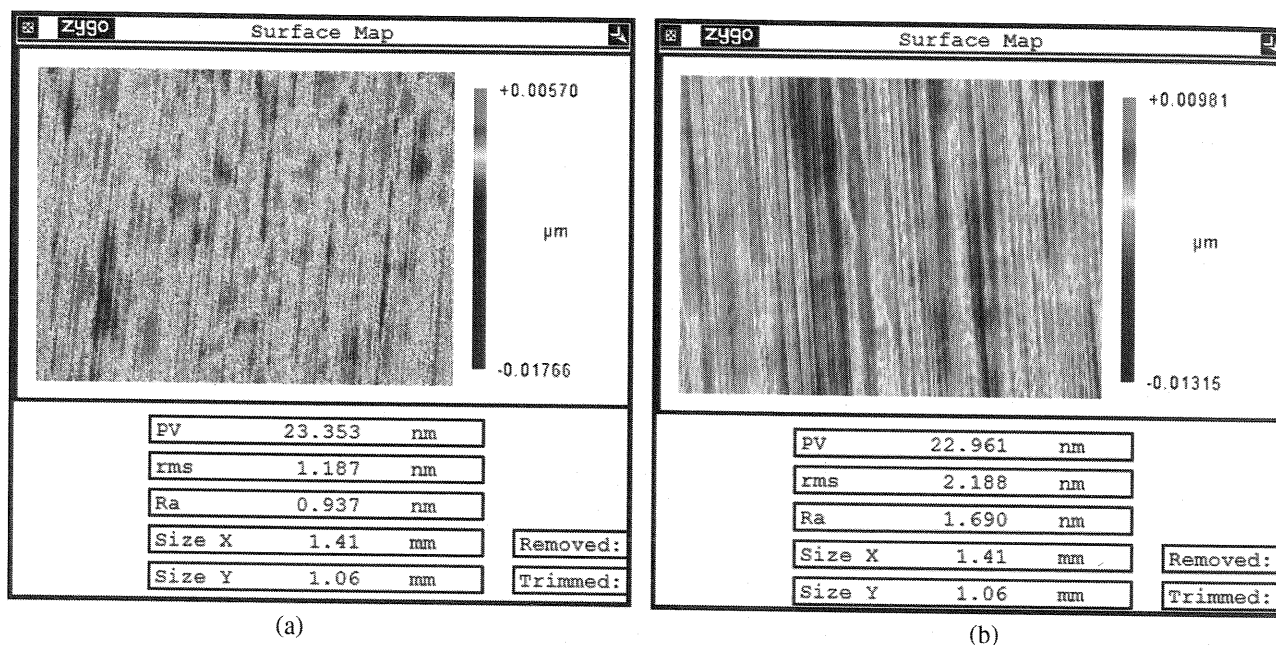 zygo Surface Map
+0.00570
µm
-0.01766
PV 23.353 nm
rms 1.187 nm
Ra 0.937 nm
Size X 1.41 mm
Size Y 1.06 mm
Removed:
Trimmed:
(a)
zygo Surface Map
+0.00981
µm
-0.01315
PV 22.961 nm
rms 2.188 nm
Ra 1.690 nm
Size X 1.41 mm
Size Y 1.06 mm
Removed:
Trimmed:
(b)